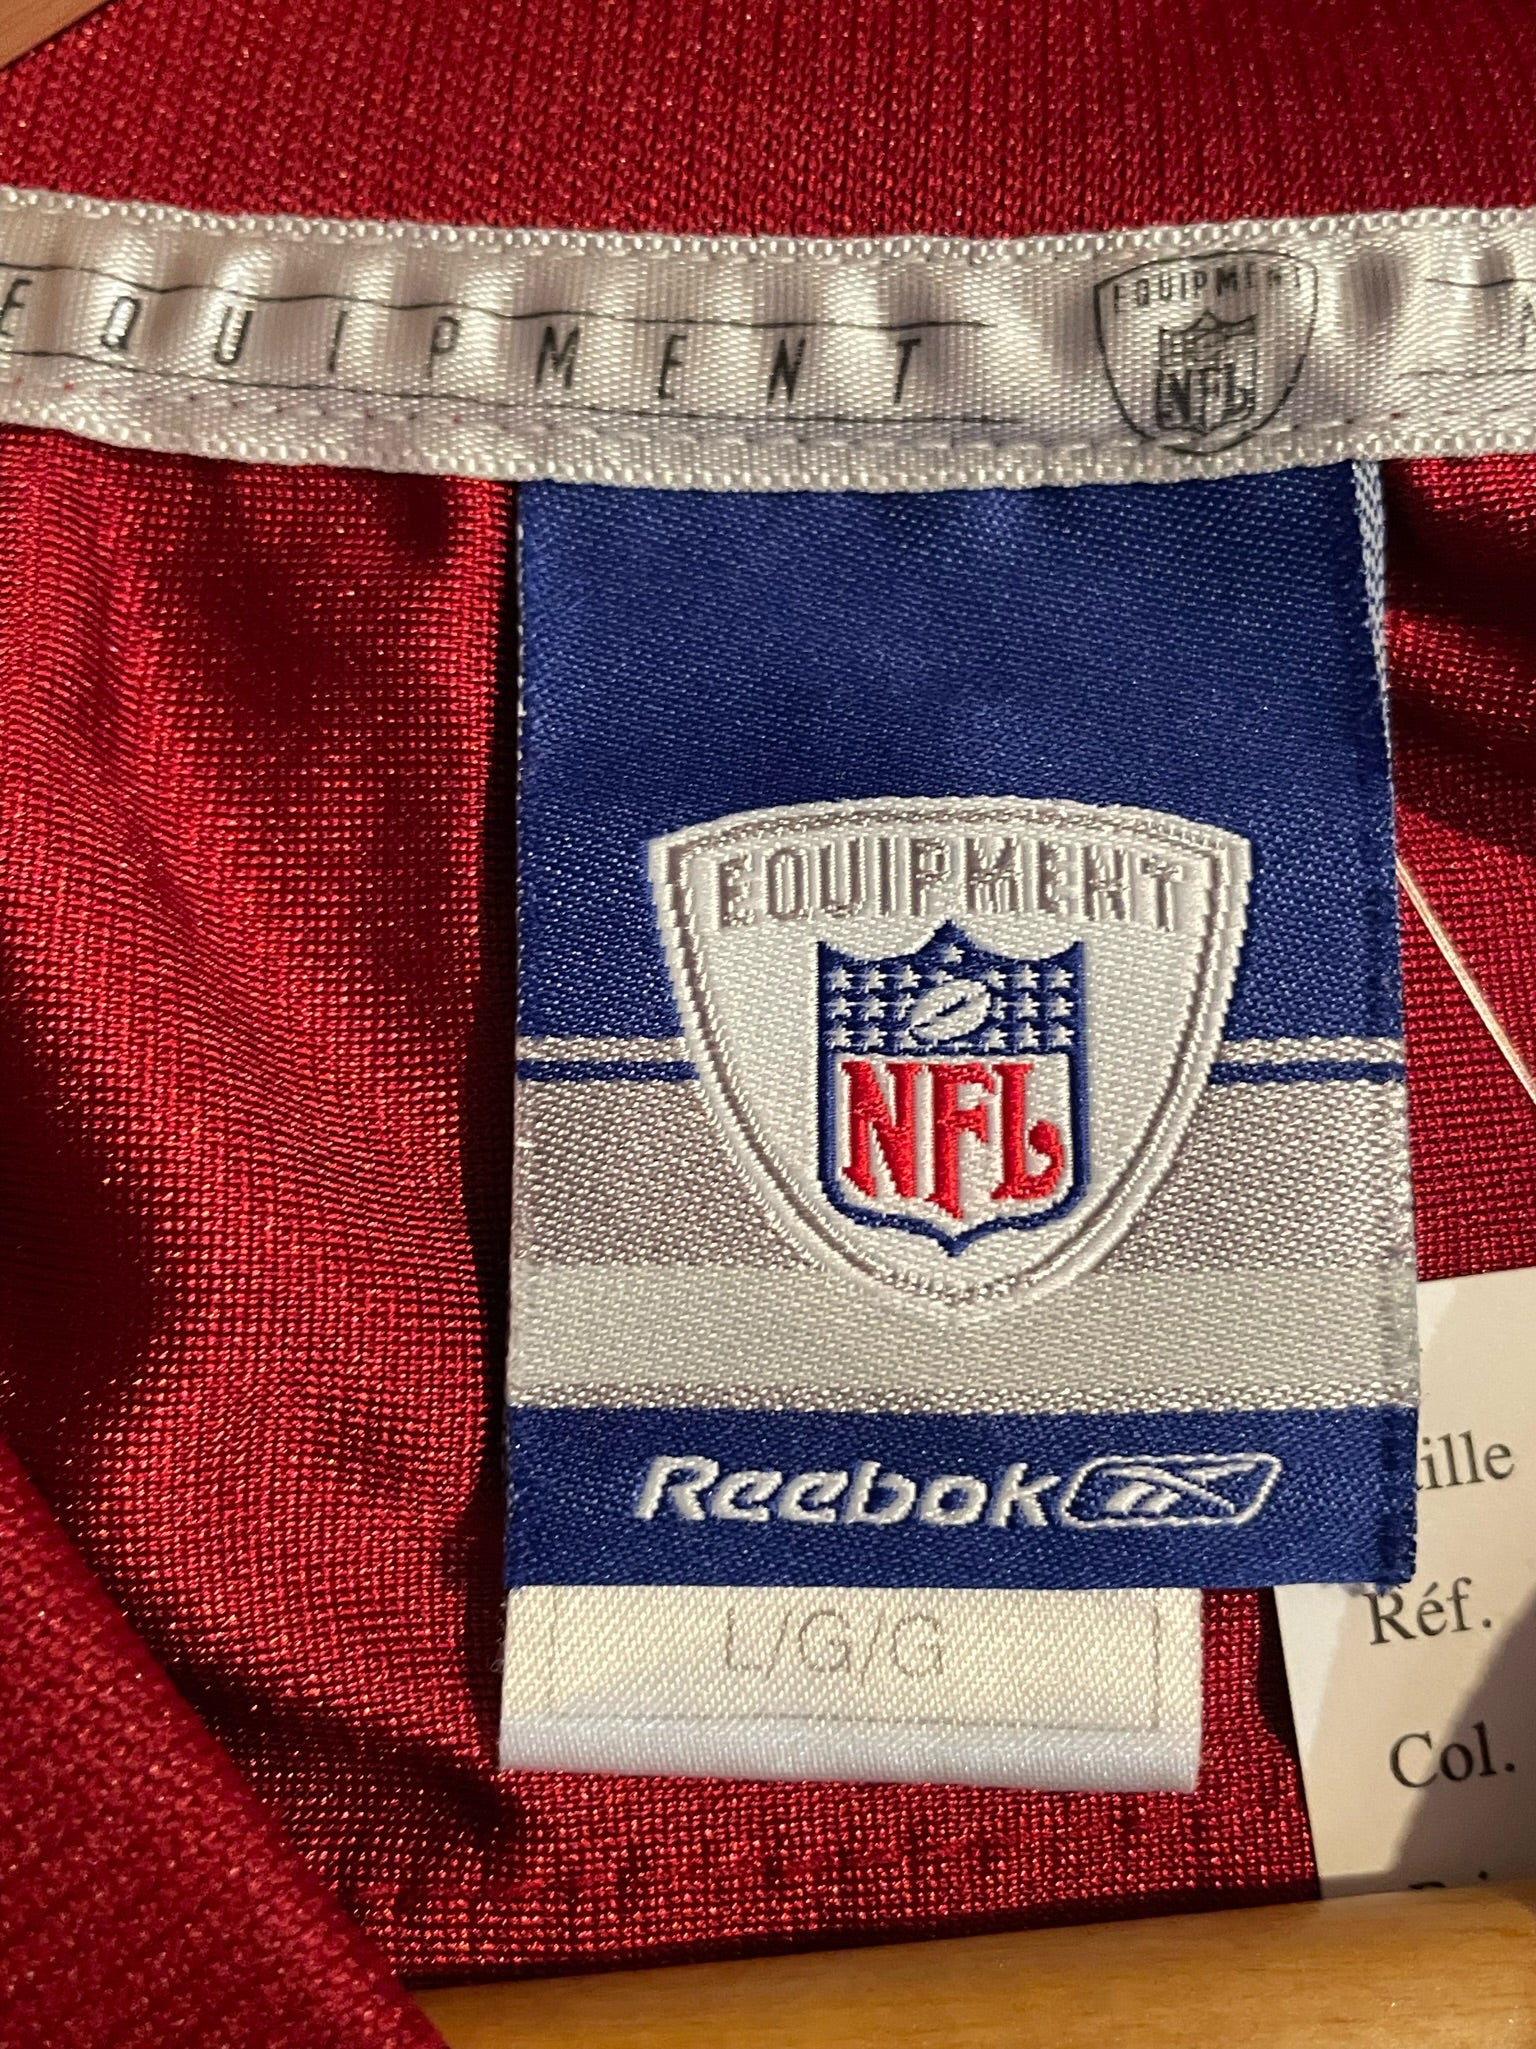 EQUIPMENT
EQUIPMENT
NFL
EQUIPMENT
NFL
Reebok
L/G/G
ille
Réf.
Col.